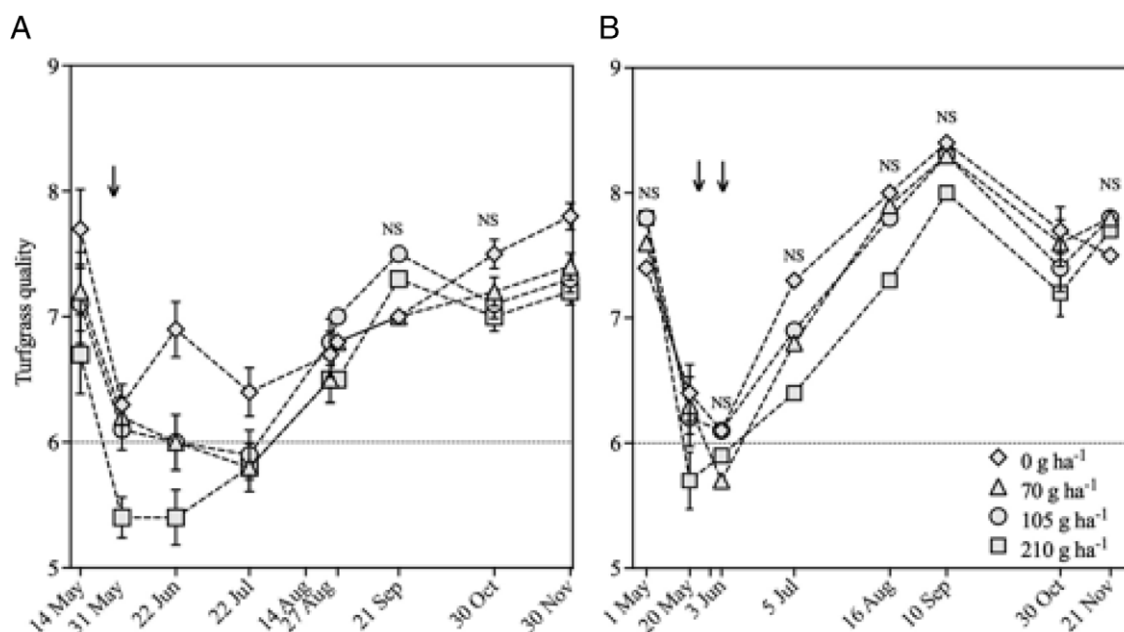 A
B
Turfgrass quality
9
8
7
6
5
NS
NS
14 May
31 May
22 Jun
22 Jul
14 Aug
27 Aug
21 Sep
30 Oct
30 Nov
9
8
7
6
5
NS
NS
NS
NS
NS
NS
0 g ha⁻¹
70 g ha⁻¹
105 g ha⁻¹
210 g ha⁻¹
1 May
20 May
3 Jun
5 Jul
16 Aug
10 Sep
30 Oct
21 Nov